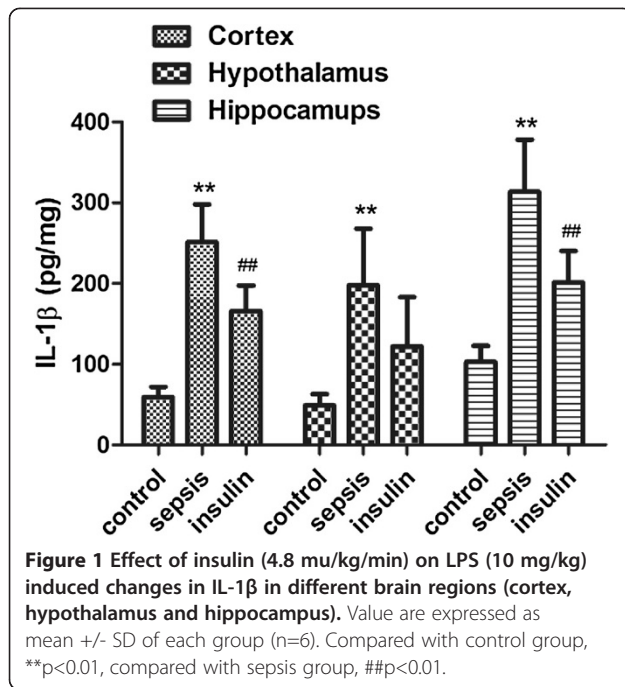 Cortex
Hypothalamus
Hippocamups
400
300
200
100
0
IL-1β (pg/mg)
**
##
**
**
##
control
sepsis
insulin
control
sepsis
insulin
control
sepsis
insulin
Figure 1 Effect of insulin (4.8 mu/kg/min) on LPS (10 mg/kg)
induced changes in IL-1β in different brain regions (cortex,
hypothalamus and hippocampus). Value are expressed as
mean +/- SD of each group (n=6). Compared with control group,
**p<0.01, compared with sepsis group, ##p<0.01.